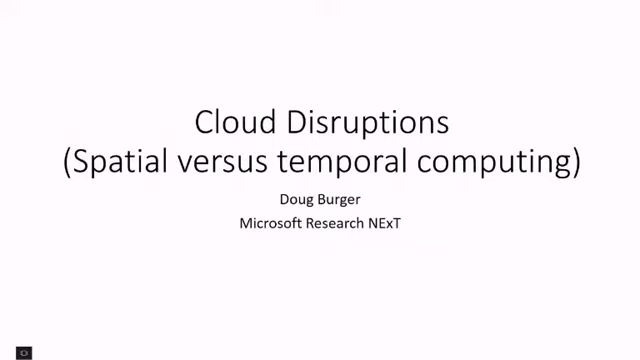 Cloud Disruptions
(Spatial versus temporal computing)
Doug Burger
Microsoft Research NExT